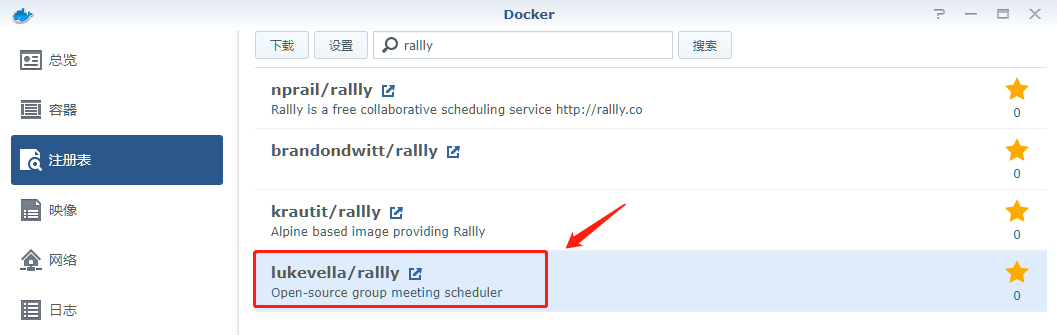 Docker
总览
容器
注册表
映像
网络
日志
下载 设置 rallly 搜索
nprail/rallly
Rallly is a free collaborative scheduling service http://rallly.co
0
brandondwitt/rallly
0
krautit/rallly
Alpine based image providing Rallly
0
lukevella/rallly
Open-source group meeting scheduler
0